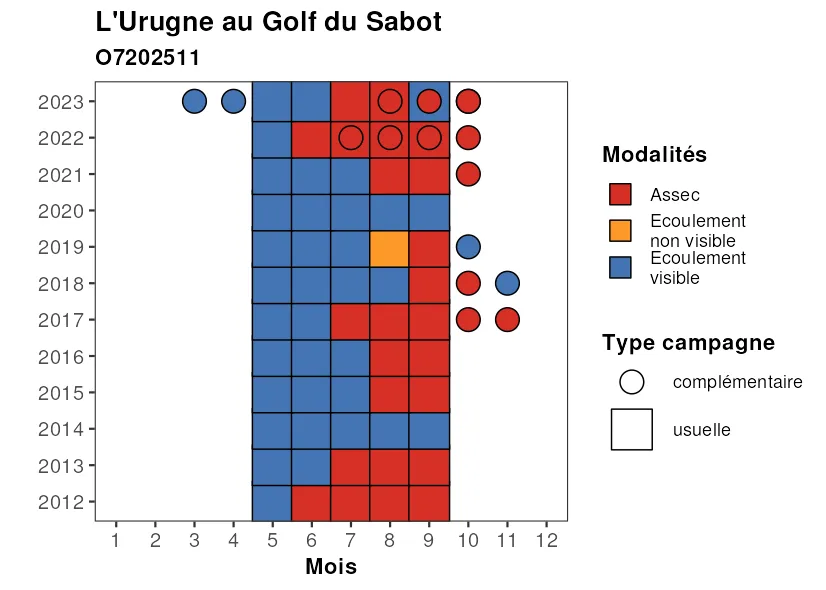 L'Urugne au Golf du Sabot
O7202511
2023
2022
2021
2020
2019
2018
2017
2016
2015
2014
2013
2012
1 2 3 4 5 6 7 8 9 10 11 12
Mois
Modalités
Assec
Ecoulement
non visible
Ecoulement
visible
Type campagne
complémentaire
usuelle